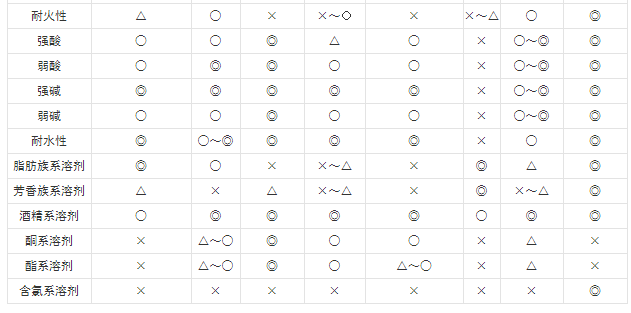 耐火性 △ ○ × ×～○ × ×～△ ○ ◎
强酸 ○ ○ ◎ △ ○ × ○～◎ ◎
弱酸 ○ ◎ ◎ ○ ○ × ○～◎ ◎
强碱 ◎ ◎ ◎ ◎ ◎ × ○～◎ ◎
弱碱 ○ ○ ◎ ○ ○ × ○～◎ ◎
耐水性 ◎ ○～◎ ◎ ◎ ◎ × ○ ◎
脂肪族系溶剂 ◎ ○ × ×～△ × ◎ △ ◎
芳香族系溶剂 △ × △ ×～△ × ◎ ×～△ ◎
酒精系溶剂 ○ ◎ ◎ ◎ ◎ ○ ◎ ◎
酮系溶剂 × △～○ ◎ ○ ○ × △ ×
酯系溶剂 × △～○ ◎ ○ △～○ × △ ×
含氯系溶剂 × × × × × × × ◎